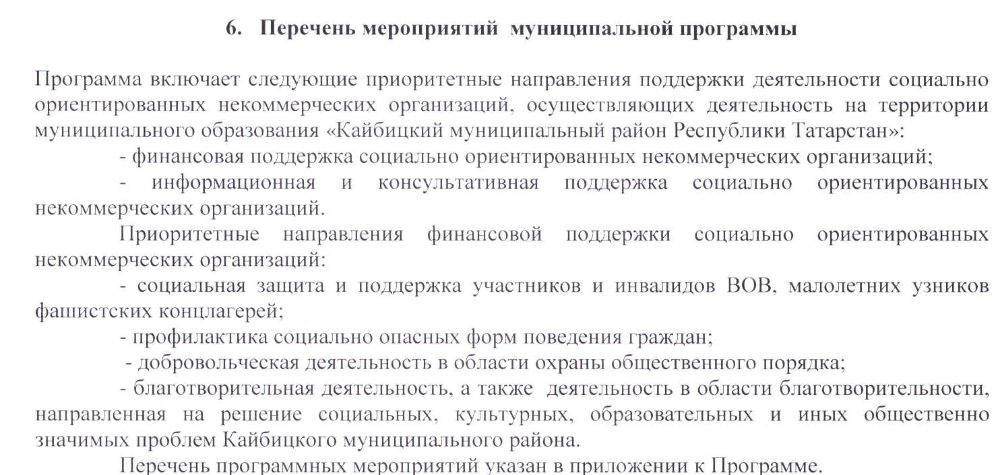 6. Перечень мероприятий муниципальной программы
Программа включает следующие приоритетные направления поддержки деятельности социально
ориентированных некоммерческих организаций, осуществляющих деятельность на территории
муниципального образования «Кайбицкий муниципальный район Республики Татарстан»:
- финансовая поддержка социально ориентированных некоммерческих организаций;
- информационная и консультативная поддержка социально ориентированных
некоммерческих организаций.
Приоритетные направления финансовой поддержки социально ориентированных
некоммерческих организаций:
- социальная защита и поддержка участников и инвалидов ВОВ, малолетних узников
фашистских концлагерей;
- профилактика социально опасных форм поведения граждан;
- добровольческая деятельность в области охраны общественного порядка;
- благотворительная деятельность, а также деятельность в области благотворительности,
направленная на решение социальных, культурных, образовательных и иных общественно
значимых проблем Кайбицкого муниципального района.
Перечень программных мероприятий указан в приложении к Программе.